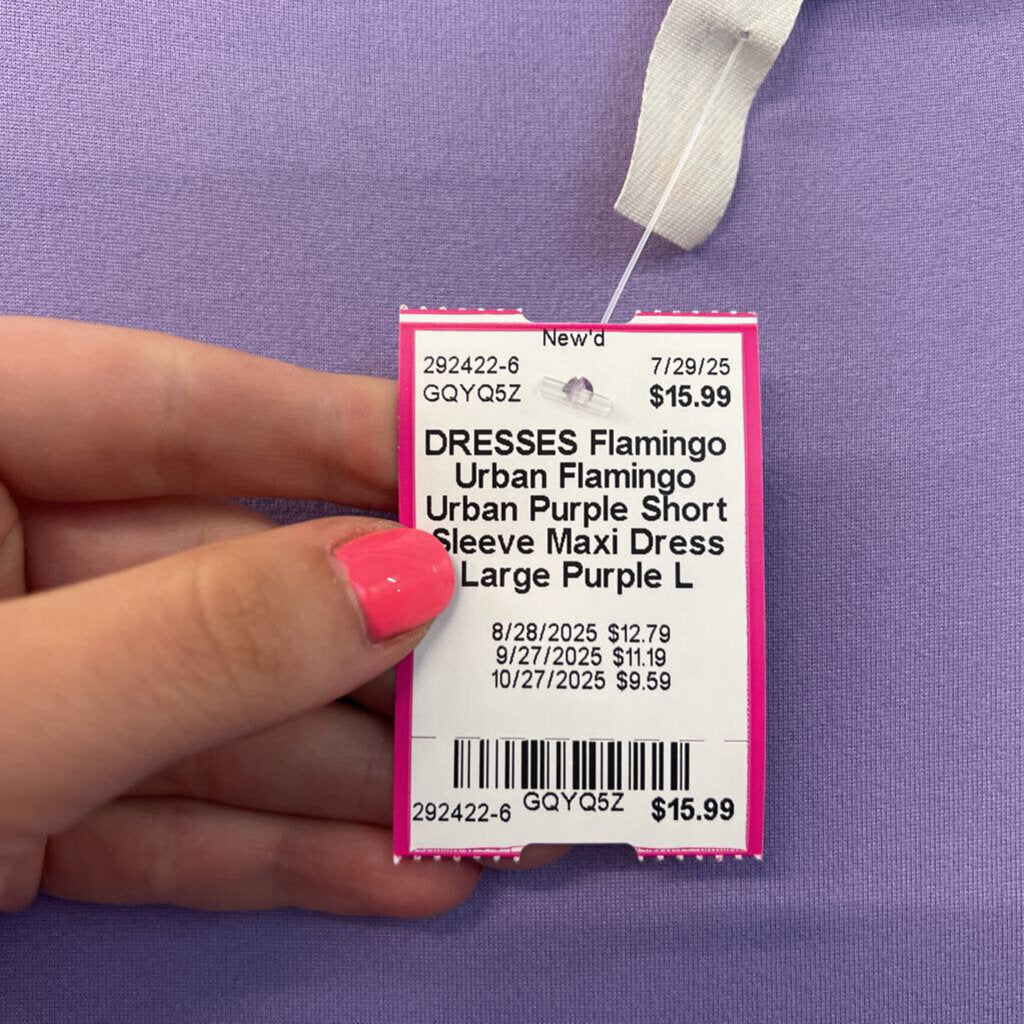 New'd
292422-6 7/29/25
GQYQ5Z $15.99
DRESSES Flamingo
Urban Flamingo
Urban Purple Short
Sleeve Maxi Dress
Large Purple L
8/28/2025 $12.79
9/27/2025 $11.19
10/27/2025 $9.59
292422-6 GQYQ5Z $15.99